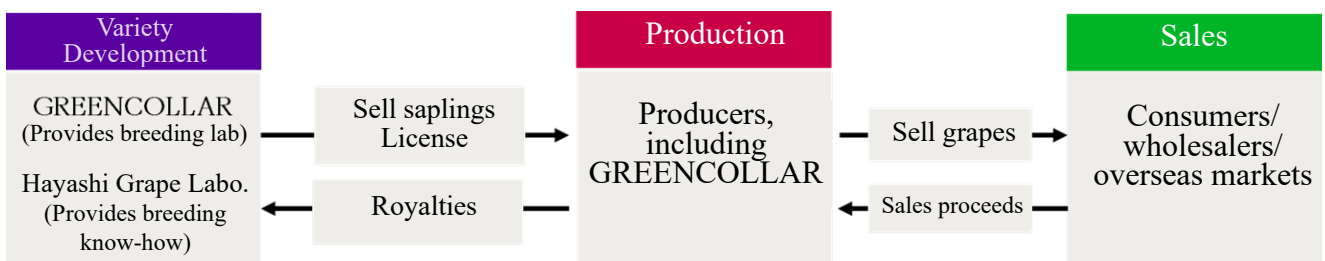 Variety
Development
GREENCOLLAR
(Provides breeding lab)
Hayashi Grape Labo.
(Provides breeding
know-how)
Sell saplings
License
Royalties
Production
Producers,
including
GREENCOLLAR
Sell grapes
Sales proceeds
Sales
Consumers/
wholesalers/
overseas markets